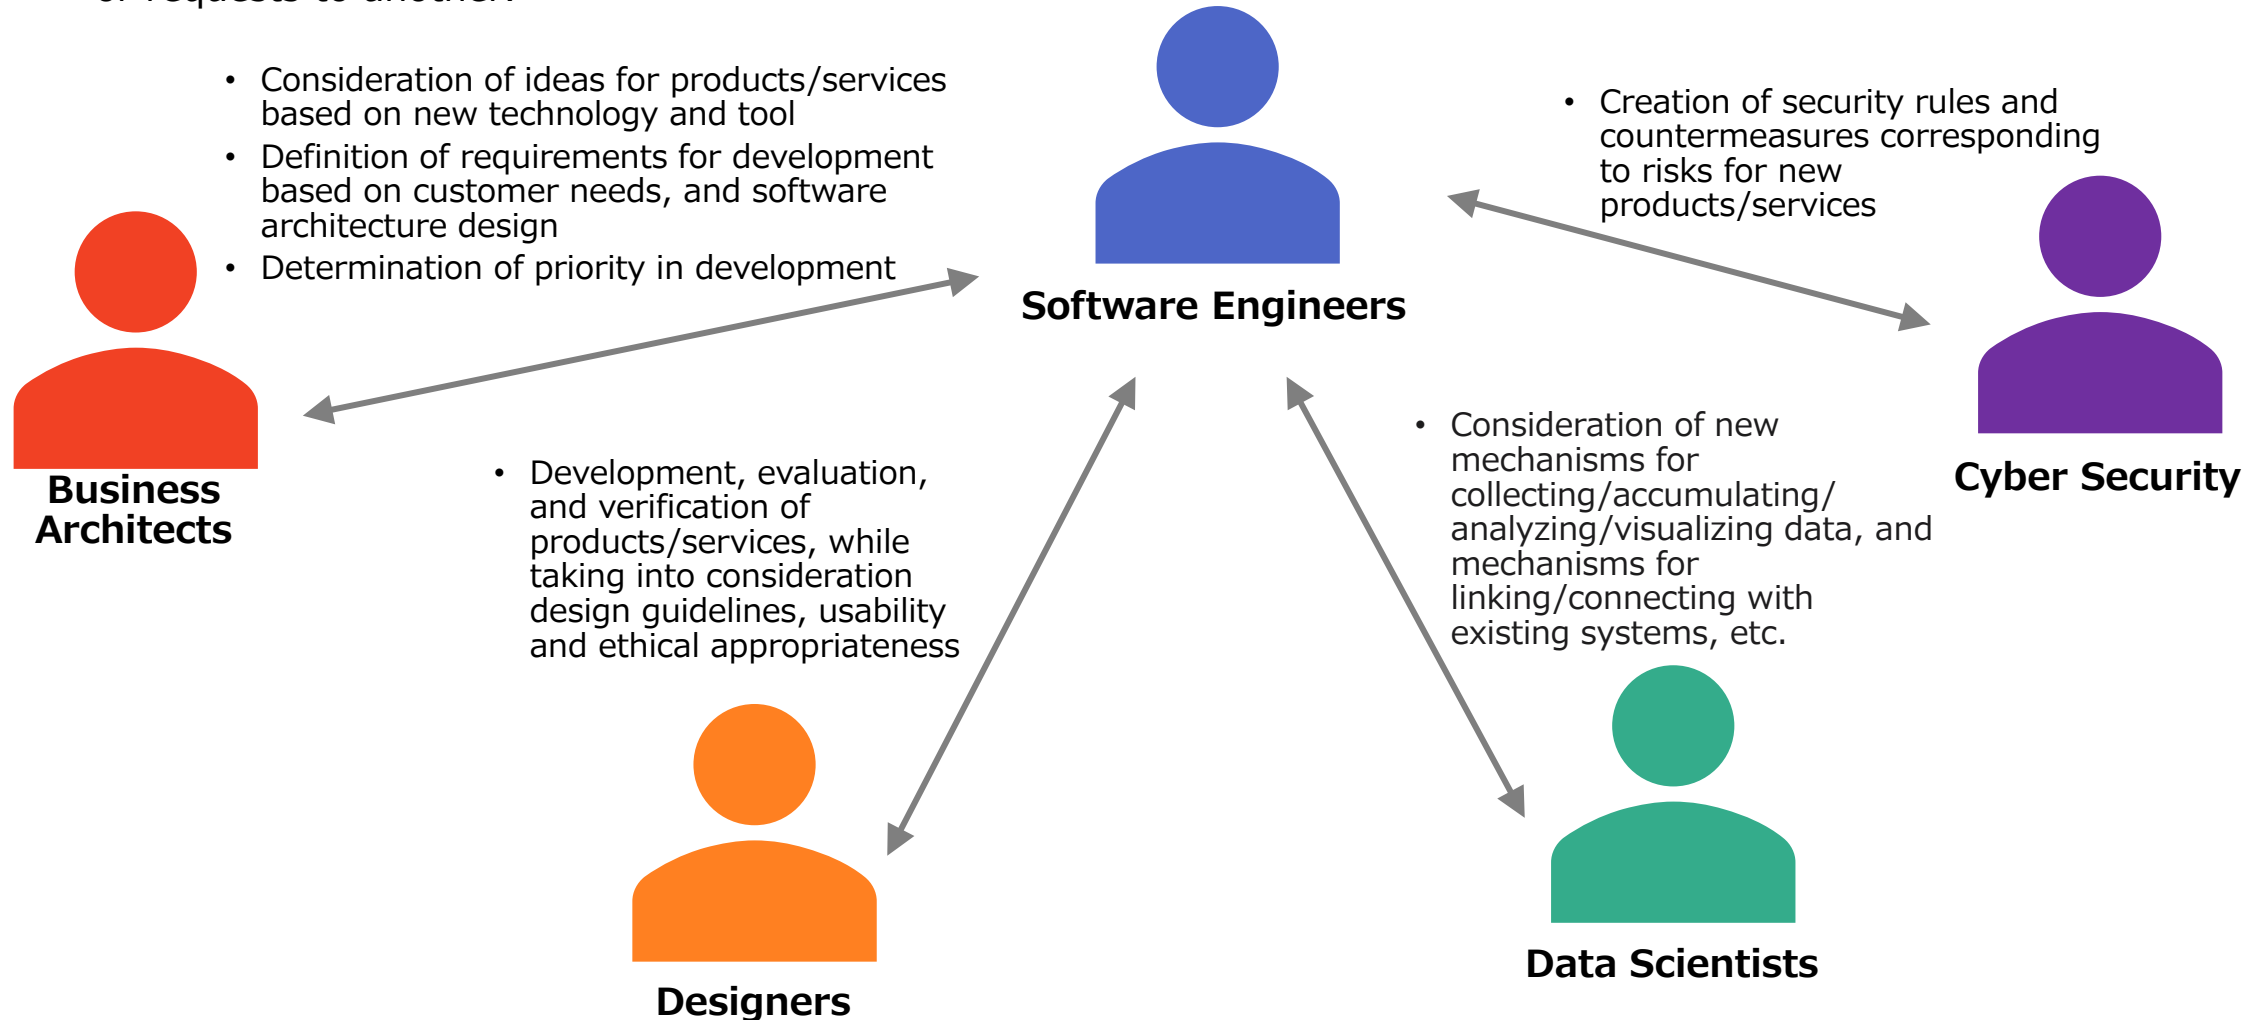 • Consideration of ideas for products/services
based on new technology and tool
• Definition of requirements for development
based on customer needs, and software
architecture design
• Determination of priority in development
• Creation of security rules and
countermeasures corresponding
to risks for new
products/services
Software Engineers
Business
Architects
• Development, evaluation,
and verification of
products/services, while
taking into consideration
design guidelines, usability
and ethical appropriateness
• Consideration of new
mechanisms for
collecting/accumulating/
analyzing/visualizing data, and
mechanisms for
linking/connecting with
existing systems, etc.
Cyber Security
Designers
Data Scientists